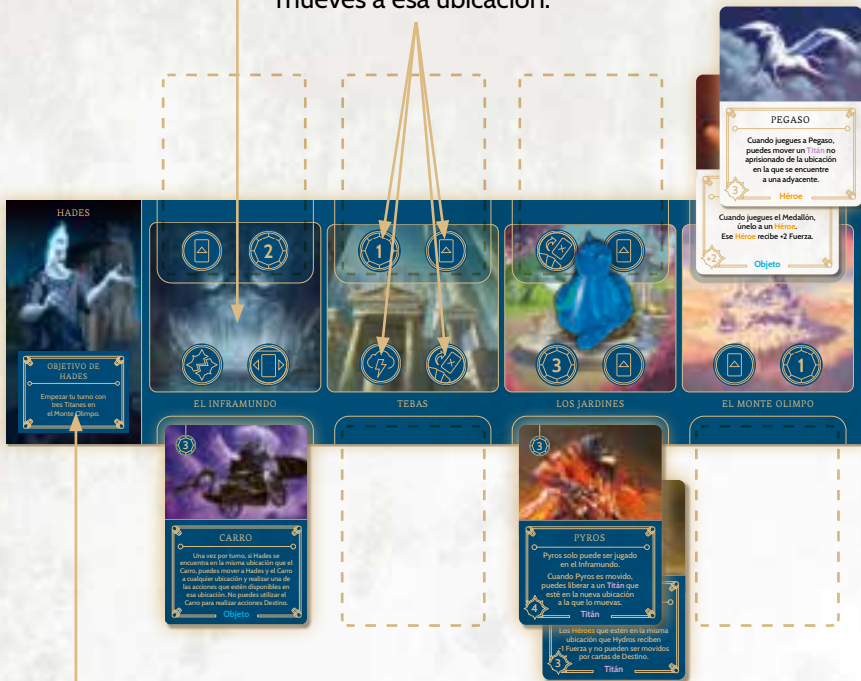 mueves a esa ubicación.
PEGASO
Cuando juegues a Pegaso,
puedes mover un Titán no
aprisionado de la ubicación
en la que se encuentre
a una adyacente.
3
Héroe
Cuando juegues el Medallón,
únelo a un Héroe.
Ese Héroe recibe +2 Fuerza.
+2
Objeto
HADES
OBJETIVO DE
HADES
Empezar tu turno con
tres Titanes en
el Monte Olimpo.
2
EL INFRAMUNDO
1
TEBAS
3
LOS JARDINES
1
EL MONTE OLIMPO
3
CARRO
Una vez por turno, si Hades se
encuentra en la misma ubicación que el
Carro, puedes mover a Hades y el Carro
a cualquier ubicación y realizar una de
las acciones que estén disponibles en
esa ubicación. No puedes utilizar el
Carro para realizar acciones Destino.
Objeto
3
PYROS
Pyros solo puede ser jugado
en el Inframundo.
Cuando Pyros es movido,
puedes liberar a un Titán que
esté en la nueva ubicación
a la que lo muevas.
4
Titán
Los Héroes que estén en la misma
ubicación que Hydros reciben
-1 Fuerza y no pueden ser movidos
por cartas de Destino.
3
Titán